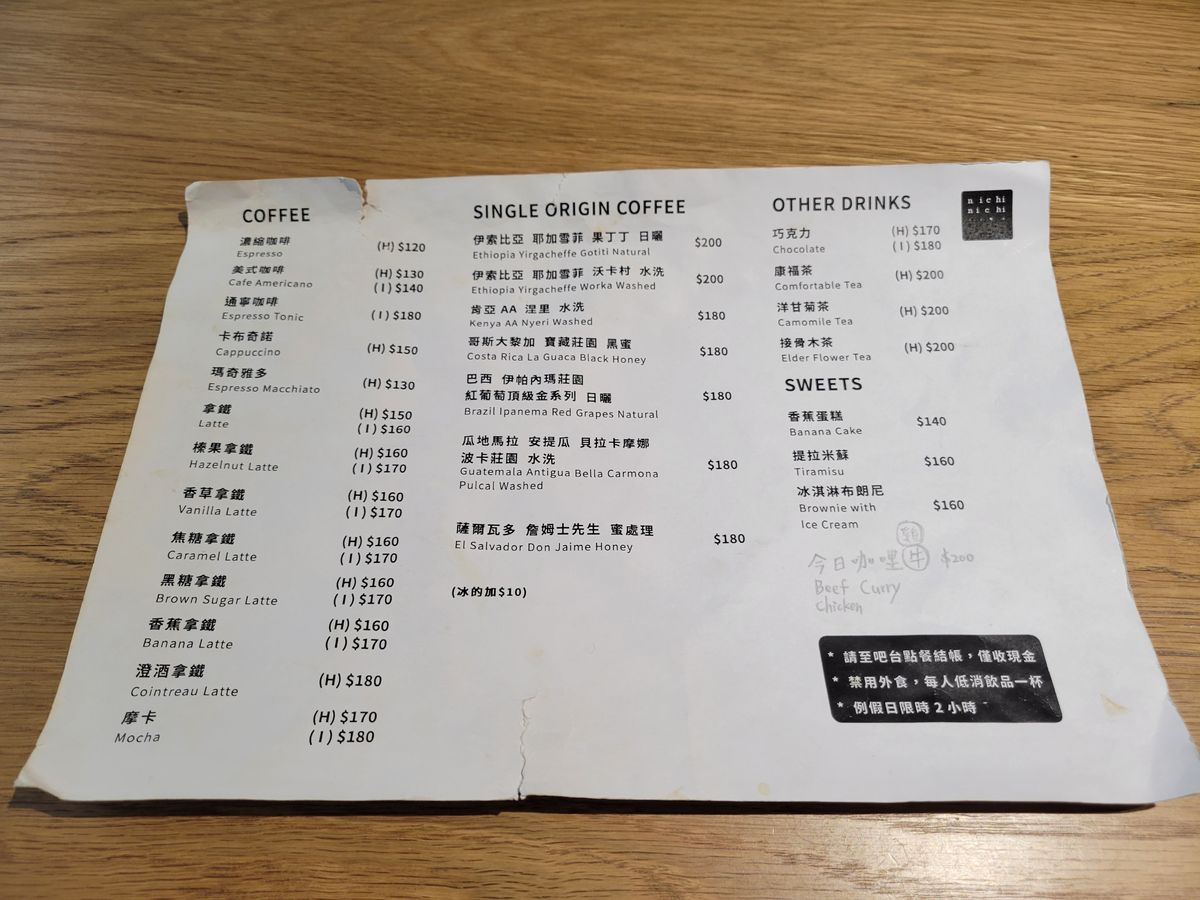 COFFEE
濃縮咖啡
Espresso
(H) $120
美式咖啡
Cafe Americano
(H) $130
(I) $140
通寧咖啡
Espresso Tonic
(I) $180
卡布奇諾
Cappuccino
(H) $150
瑪奇雅多
Espresso Macchiato
(H) $130
拿鐵
Latte
(H) $150
(I) $160
榛果拿鐵
Hazelnut Latte
(H) $160
(I) $170
香草拿鐵
Vanilla Latte
(H) $160
(I) $170
焦糖拿鐵
Caramel Latte
(H) $160
(I) $170
黑糖拿鐵
Brown Sugar Latte
(H) $160
(I) $170
香蕉拿鐵
Banana Latte
(H) $160
(I) $170
澄酒拿鐵
Cointreau Latte
(H) $180
摩卡
Mocha
(H) $170
(I) $180
SINGLE ORIGIN COFFEE
伊索比亞 耶加雪菲 果丁丁 日曬
Ethiopia Yirgacheffe Gotiti Natural
$200
伊索比亞 耶加雪菲 沃卡村 水洗
Ethiopia Yirgacheffe Worka Washed
$200
肯亞 AA 涅里 水洗
Kenya AA Nyeri Washed
$180
哥斯大黎加 寶藏莊園 黑蜜
Costa Rica La Guaca Black Honey
$180
巴西 伊帕內瑪莊園
紅葡萄頂級金系列 日曬
Brazil Ipanema Red Grapes Natural
$180
瓜地馬拉 安提瓜 貝拉卡摩娜
波卡莊園 水洗
Guatemala Antigua Bella Carmona
Pulcal Washed
$180
薩爾瓦多 詹姆士先生 蜜處理
El Salvador Don Jaime Honey
$180
(冰的加$10)
OTHER DRINKS
巧克力
Chocolate
(H) $170
(I) $180
康福茶
Comfortable Tea
(H) $200
洋甘菊茶
Camomile Tea
(H) $200
接骨木茶
Elder Flower Tea
(H) $200
SWEETS
香蕉蛋糕
Banana Cake
$140
提拉米蘇
Tiramisu
$160
冰淇淋布朗尼
Brownie with
Ice Cream
$160
雞
今日咖哩 牛 $200
Beef Curry
Chicken
* 請至吧台點餐結帳，僅收現金
* 禁用外食，每人低消飲品一杯
* 例假日限時 2 小時
nichi
nichi